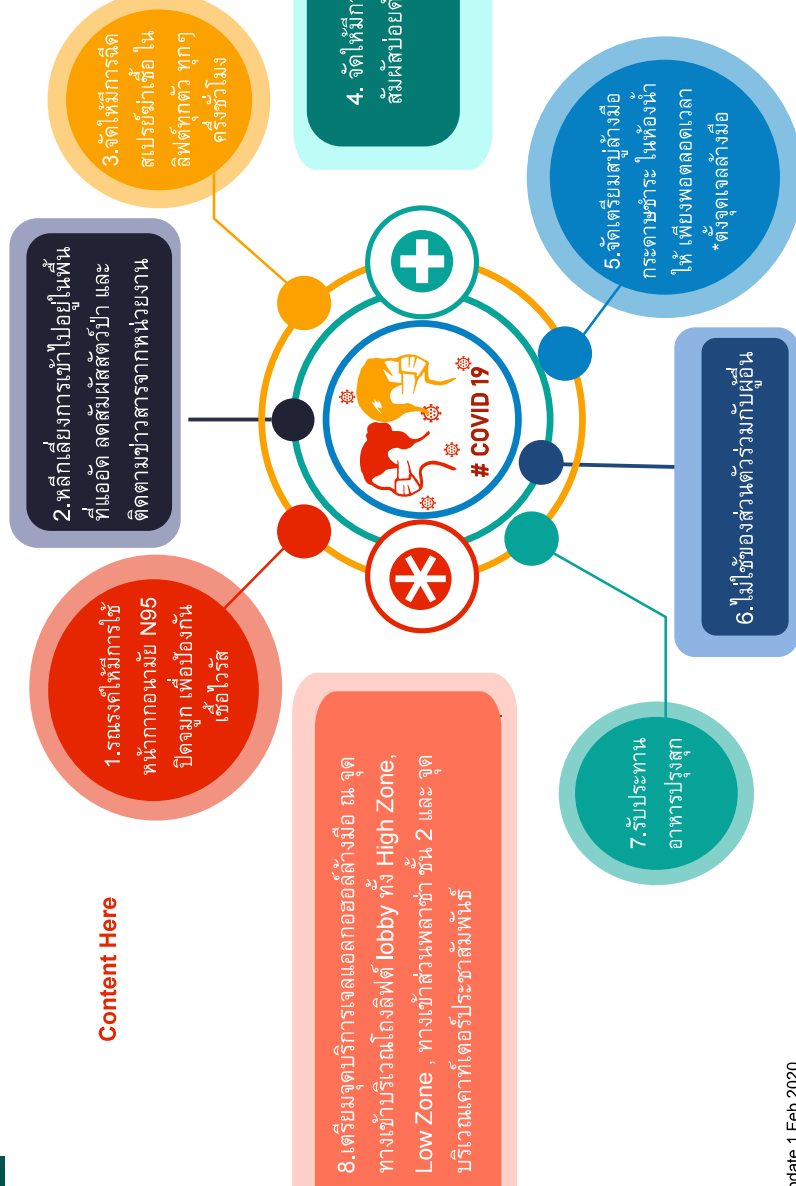 Content Here
1.รณรงค์ให้มีการใช้
หน้ากากอนามัย N95
ปิดจมูก เพื่อป้องกัน
เชื้อไวรัส
2.หลีกเลี่ยงการเข้าไปอยู่ในพื้น
ที่แออัด ลดสัมผัสสัตว์ป่า และ
ติดตามข่าวสารจากหน่วยงาน
3.จัดให้มีการฉีด
สเปรย์ฆ่าเชื้อ ใน
ลิฟต์ทุกตัว ทุกๆ
ครึ่งชั่วโมง
4. จัดให้มีกา
สัมผัสบ่อยด
# COVID 19
5.จัดเตรียมสบู่ล้างมือ
กระดาษชำระ ในห้องน้ำ
ให้ เพียงพอตลอดเวลา
*ตั้งจุดเจลล้างมือ
6.ไม่ใช้ของส่วนตัวร่วมกับผู้อื่น
7.รับประทาน
อาหารปรุงสุก
8.เตรียมจุดบริการเจลแอลกอฮอล์ล้างมือ ณ จุด
ทางเข้าบริเวณโถงลิฟต์ lobby ทั้ง High Zone,
Low Zone , ทางเข้าส่วนพลาซ่า ชั้น 2 และ จุด
บริเวณเคาท์เตอร์ประชาสัมพันธ์
pdate 1 Feb 2020